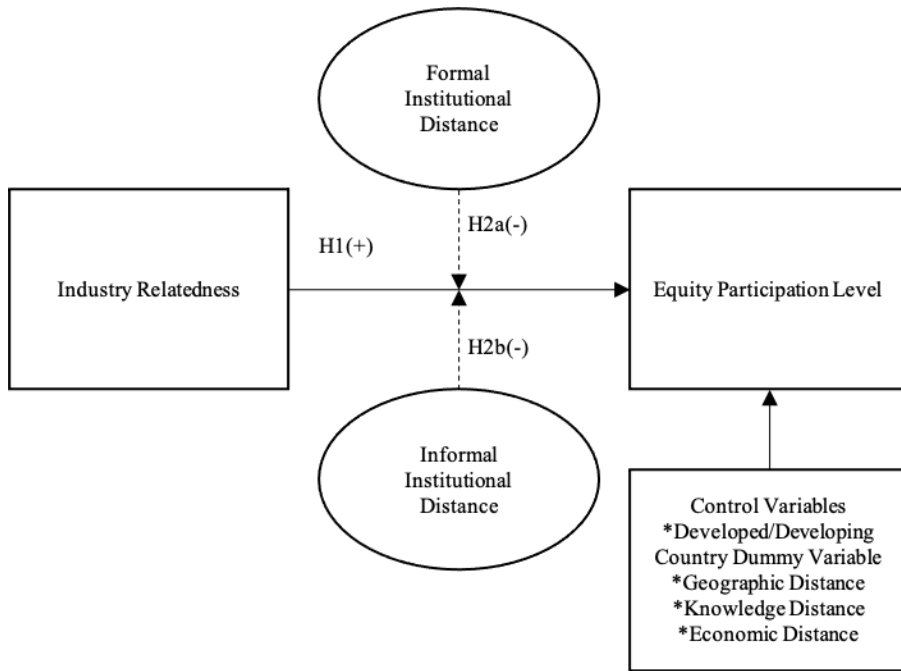 Formal
Institutional
Distance
H2a(-)
H1(+)
Industry Relatedness
Equity Participation Level
H2b(-)
Informal
Institutional
Distance
Control Variables
*Developed/Developing
Country Dummy Variable
*Geographic Distance
*Knowledge Distance
*Economic Distance